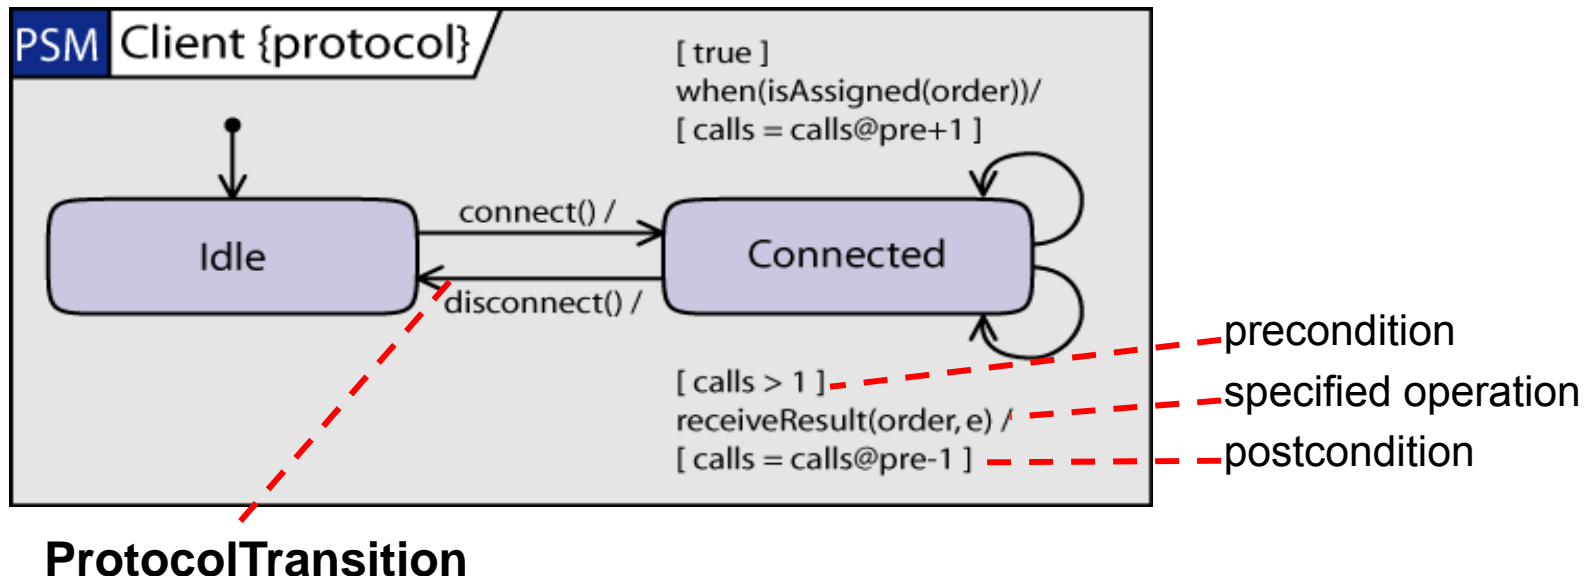 PSM Client {protocol}
[ true ]
when(isAssigned(order))/
[ calls = calls@pre+1 ]
connect() /
Idle
Connected
disconnect() /
precondition
[ calls > 1 ]
specified operation
receiveResult(order, e) /
postcondition
[ calls = calls@pre-1 ]
ProtocolTransition